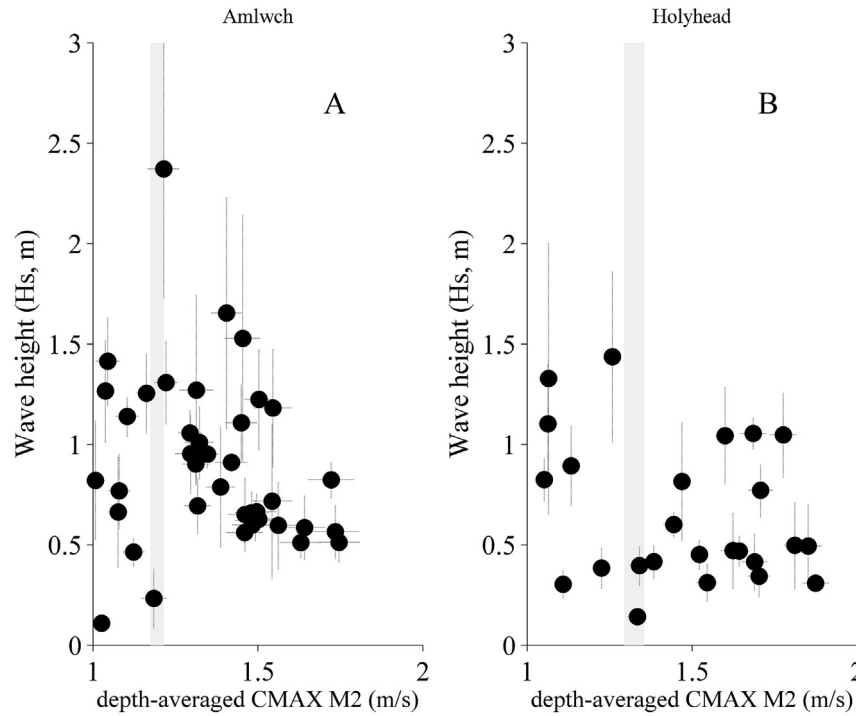 Amlwch
Holyhead
3
2.5
2
1.5
1
0.5
0
A
Wave height (Hs, m)
1
1.5
2
depth-averaged CMAX M2 (m/s)
3
2.5
2
1.5
1
0.5
0
B
Wave height (Hs, m)
1
1.5
2
depth-averaged CMAX M2 (m/s)